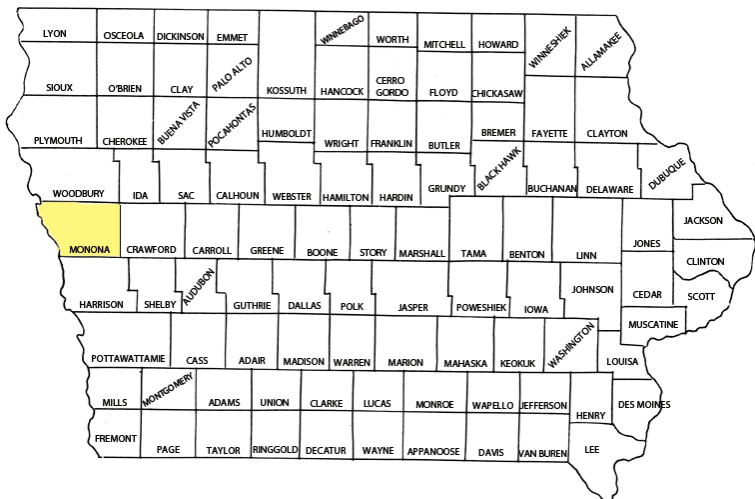 LYON OSCEOLA DICKINSON EMMET WINNEBAGO WORTH MITCHELL HOWARD WINNESHIEK ALLAMAKEE
SIOUX O'BRIEN CLAY PALO ALTO KOSSUTH HANCOCK CERRO GORDO FLOYD CHICKASAW
PLYMOUTH CHEROKEE BUENA VISTA POCAHONTAS HUMBOLDT WRIGHT FRANKLIN BUTLER BREMER FAYETTE CLAYTON
WOODBURY IDA SAC CALHOUN WEBSTER HAMILTON HARDIN GRUNDY BLACK HAWK BUCHANAN DELAWARE DUBUQUE
MONONA CRAWFORD CARROLL GREENE BOONE STORY MARSHALL TAMA BENTON LINN JONES JACKSON
CLINTON
HARRISON SHELBY AUDUBON GUTHRIE DALLAS POLK JASPER POWESHIEK IOWA JOHNSON CEDAR SCOTT
MUSCATINE
POTTAWATTAMIE CASS ADAIR MADISON WARREN MARION MAHASKA KEOKUK WASHINGTON LOUISA
MILLS MONTGOMERY ADAMS UNION CLARKE LUCAS MONROE WAPELLO JEFFERSON HENRY DES MOINES
FREMONT PAGE TAYLOR RINGGOLD DECATUR WAYNE APPANOOSE DAVIS VAN BUREN LEE